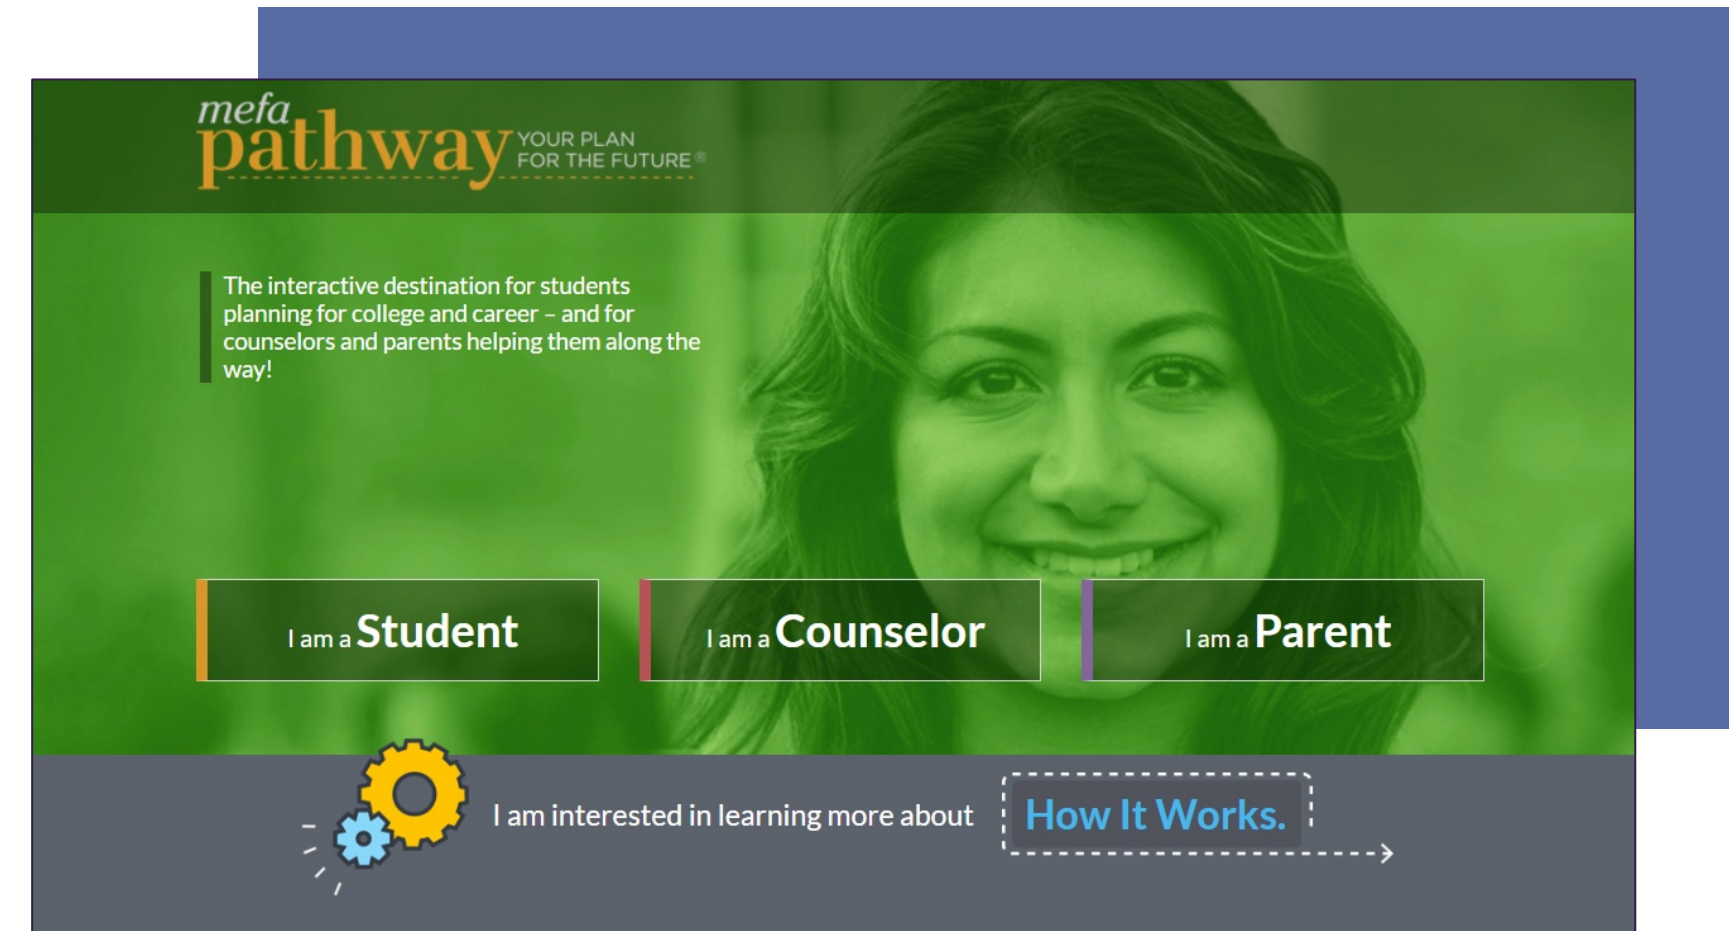 mefa
pathway
YOUR PLAN
FOR THE FUTURE®
The interactive destination for students
planning for college and career – and for
counselors and parents helping them along the
way!
I am a Student
I am a Counselor
I am a Parent
I am interested in learning more about How It Works.